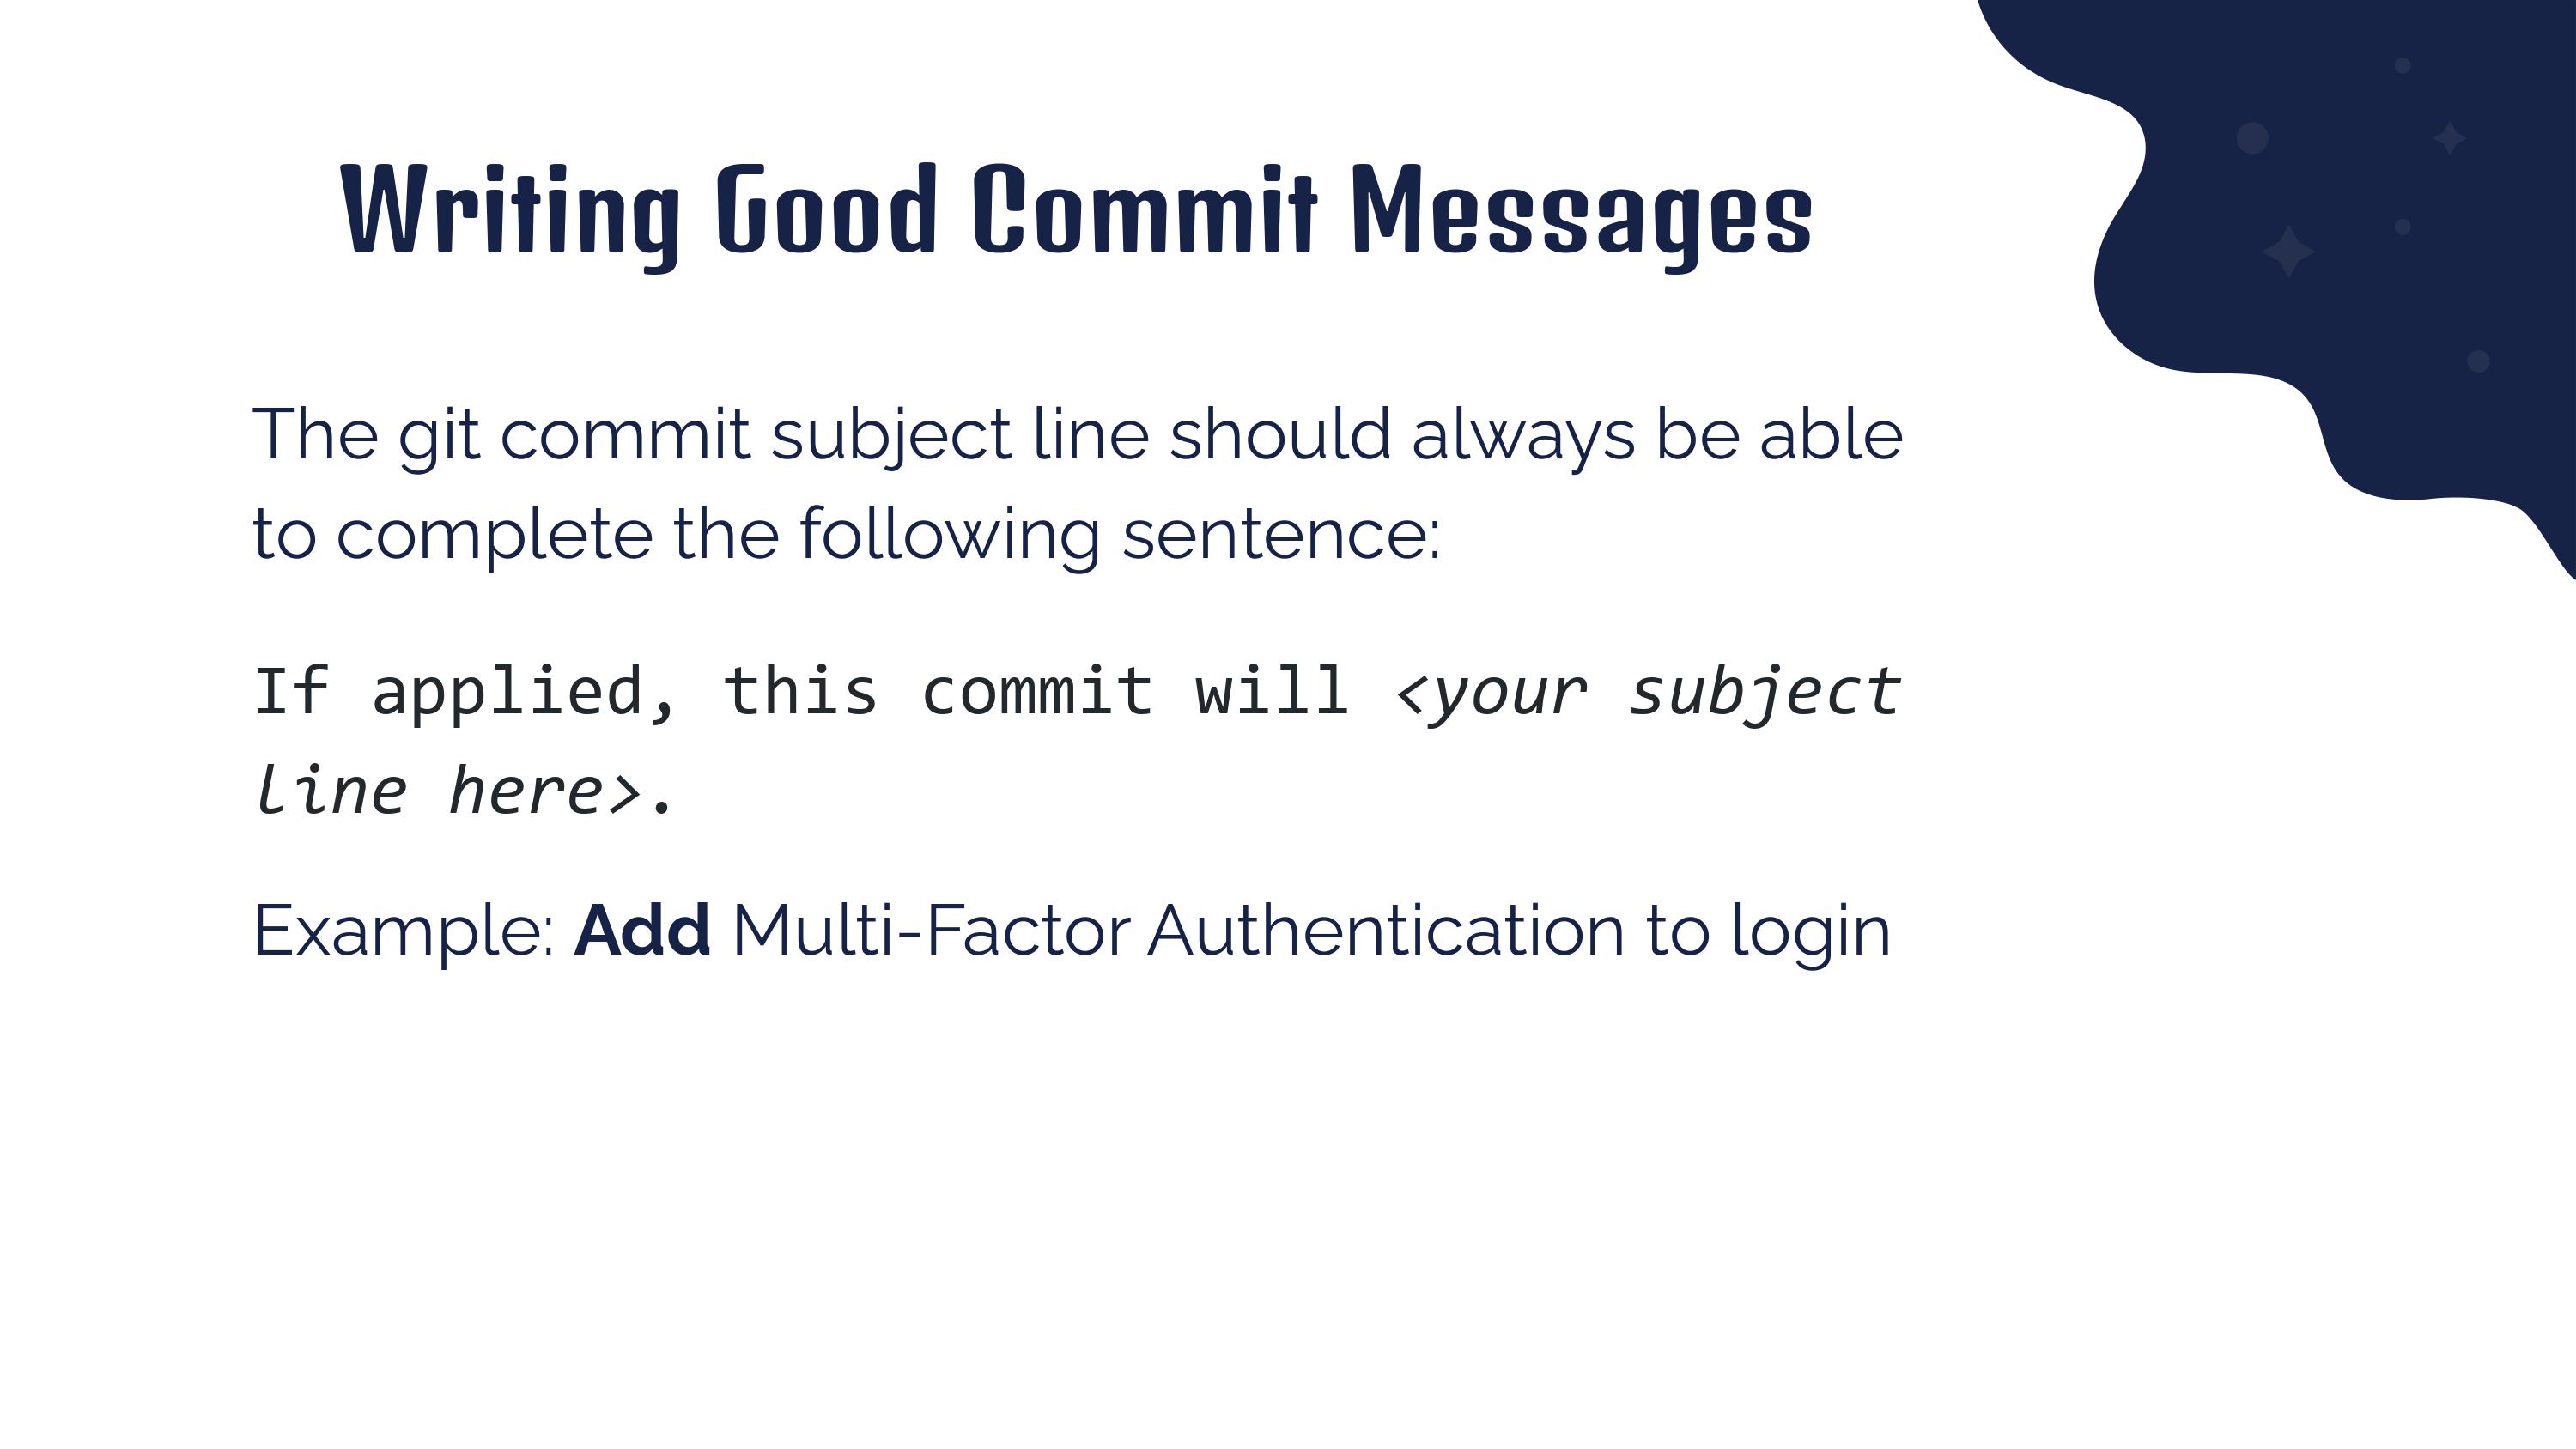 Writing Good Commit Messages
The git commit subject line should always be able
to complete the following sentence:
If applied, this commit will <your subject
line here>.
Example: Add Multi-Factor Authentication to login